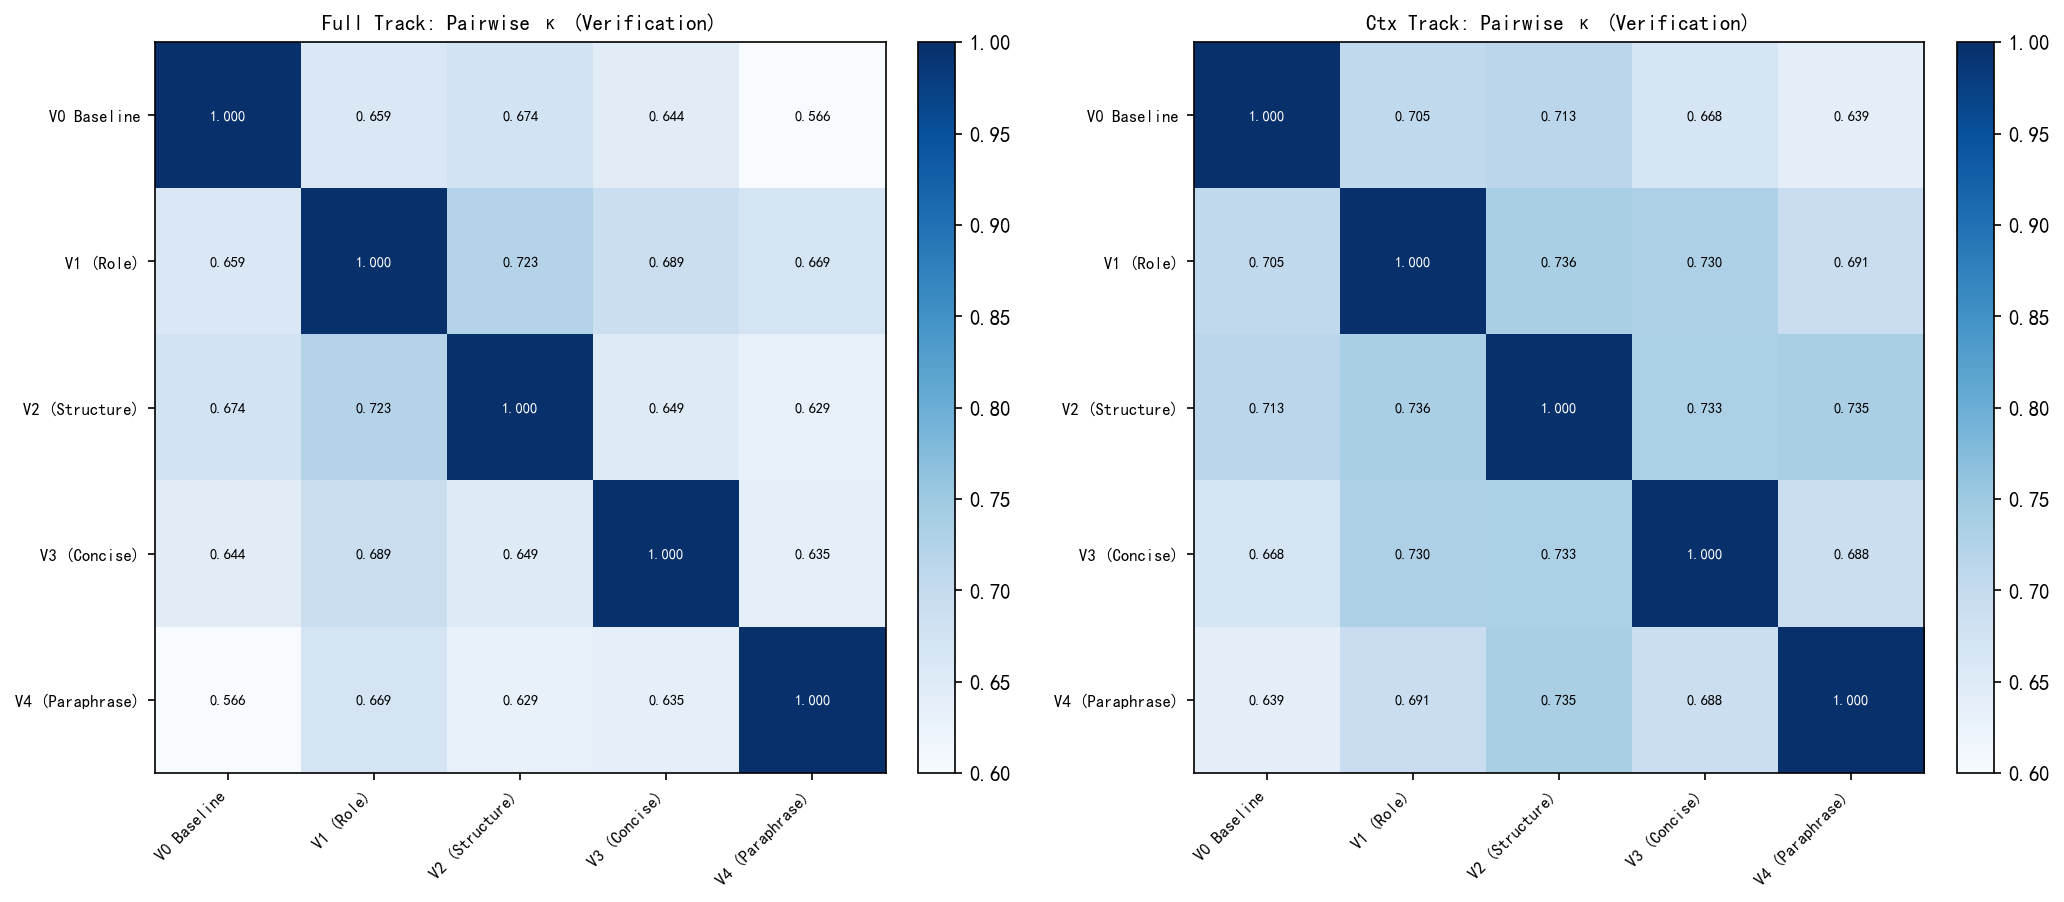 Full Track: Pairwise κ (Verification)
V0 Baseline 1.000 0.659 0.674 0.644 0.566
V1 (Role) 0.659 1.000 0.723 0.689 0.669
V2 (Structure) 0.674 0.723 1.000 0.649 0.629
V3 (Concise) 0.644 0.689 0.649 1.000 0.635
V4 (Paraphrase) 0.566 0.669 0.629 0.635 1.000
V0 Baseline V1 (Role) V2 (Structure) V3 (Concise) V4 (Paraphrase)
1.00
0.95
0.90
0.85
0.80
0.75
0.70
0.65
0.60
Ctx Track: Pairwise κ (Verification)
V0 Baseline 1.000 0.705 0.713 0.668 0.639
V1 (Role) 0.705 1.000 0.736 0.730 0.691
V2 (Structure) 0.713 0.736 1.000 0.733 0.735
V3 (Concise) 0.668 0.730 0.733 1.000 0.688
V4 (Paraphrase) 0.639 0.691 0.735 0.688 1.000
V0 Baseline V1 (Role) V2 (Structure) V3 (Concise) V4 (Paraphrase)
1.00
0.95
0.90
0.85
0.80
0.75
0.70
0.65
0.60